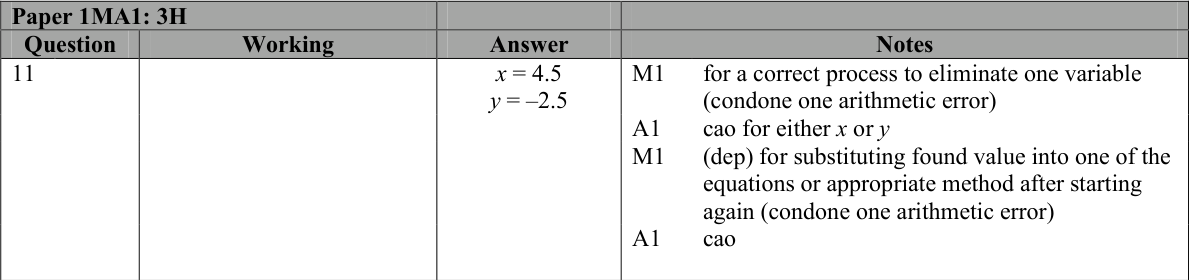 Paper 1MA1: 3H
Question Working Answer Notes
11 x = 4.5 M1 for a correct process to eliminate one variable
y = –2.5 (condone one arithmetic error)
A1 cao for either x or y
M1 (dep) for substituting found value into one of the
equations or appropriate method after starting
again (condone one arithmetic error)
A1 cao